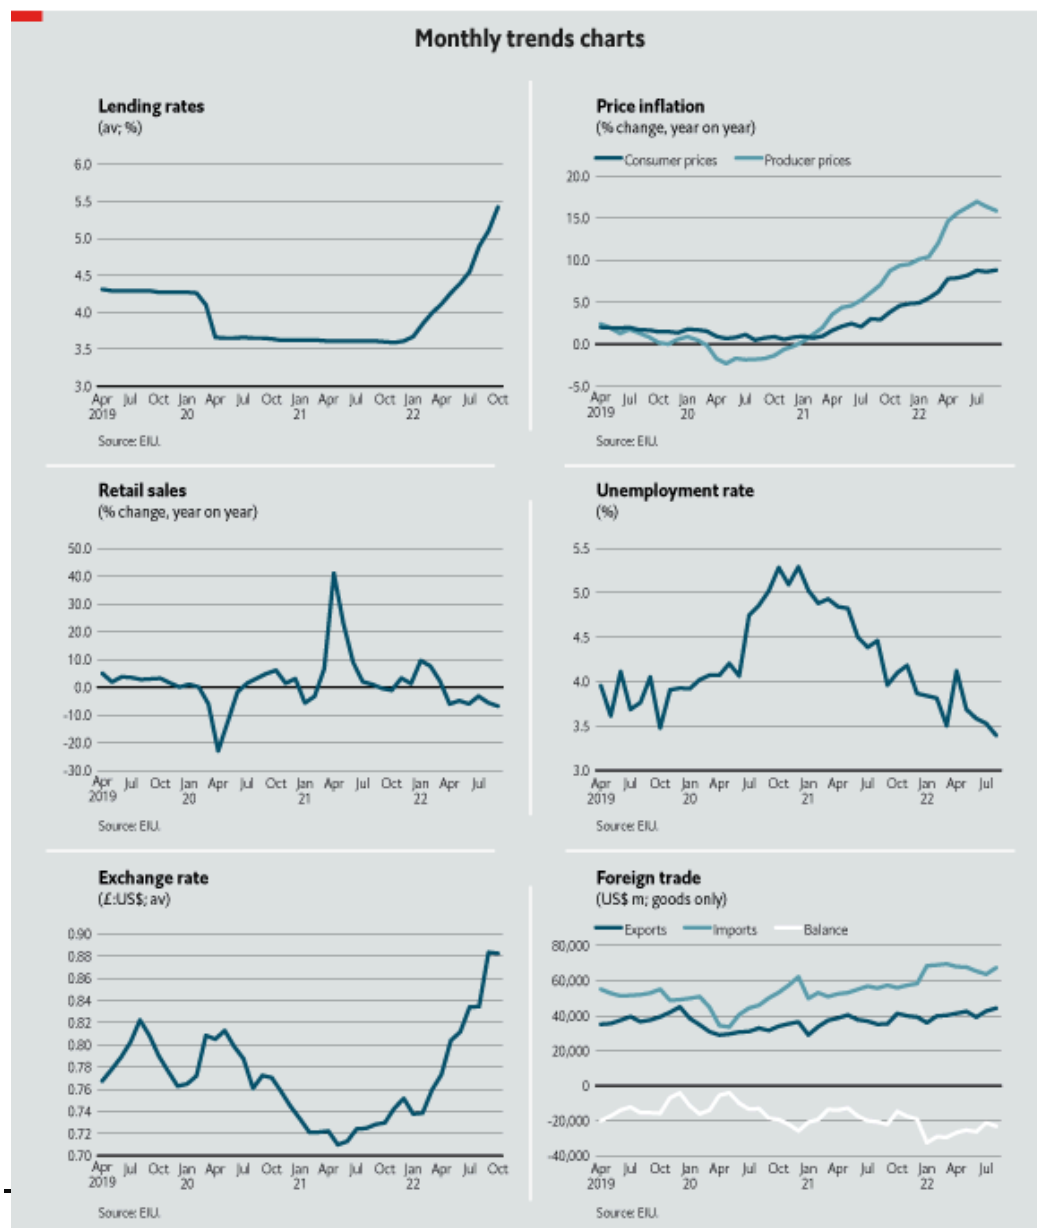 Monthly trends charts
Lending rates
(av; %)
6.0
5.5
5.0
4.5
4.0
3.5
3.0
Apr Jul Oct Jan Apr Jul Oct Jan Apr Jul Oct Jan Apr Jul Oct
2019 20 21 22
Source: EIU.
Price inflation
(% change, year on year)
Consumer prices Producer prices
20.0
15.0
10.0
5.0
0.0
-5.0
Apr Jul Oct Jan Apr Jul Oct Jan Apr Jul Oct Jan Apr Jul
2019 20 21 22
Source: EIU.
Retail sales
(% change, year on year)
50.0
40.0
30.0
20.0
10.0
0.0
-10.0
-20.0
-30.0
Apr Jul Oct Jan Apr Jul Oct Jan Apr Jul Oct Jan Apr Jul
2019 20 21 22
Source: EIU.
Unemployment rate
(%)
5.5
5.0
4.5
4.0
3.5
3.0
Apr Jul Oct Jan Apr Jul Oct Jan Apr Jul Oct Jan Apr Jul
2019 20 21 22
Source: EIU.
Exchange rate
(£:US$; av)
0.90
0.88
0.86
0.84
0.82
0.80
0.78
0.76
0.74
0.72
0.70
Apr Jul Oct Jan Apr Jul Oct Jan Apr Jul Oct Jan Apr Jul Oct
2019 20 21 22
Source: EIU.
Foreign trade
(US$ m; goods only)
Exports Imports Balance
80,000
60,000
40,000
20,000
0
-20,000
-40,000
Apr Jul Oct Jan Apr Jul Oct Jan Apr Jul Oct Jan Apr Jul
2019 20 21 22
Source: EIU.